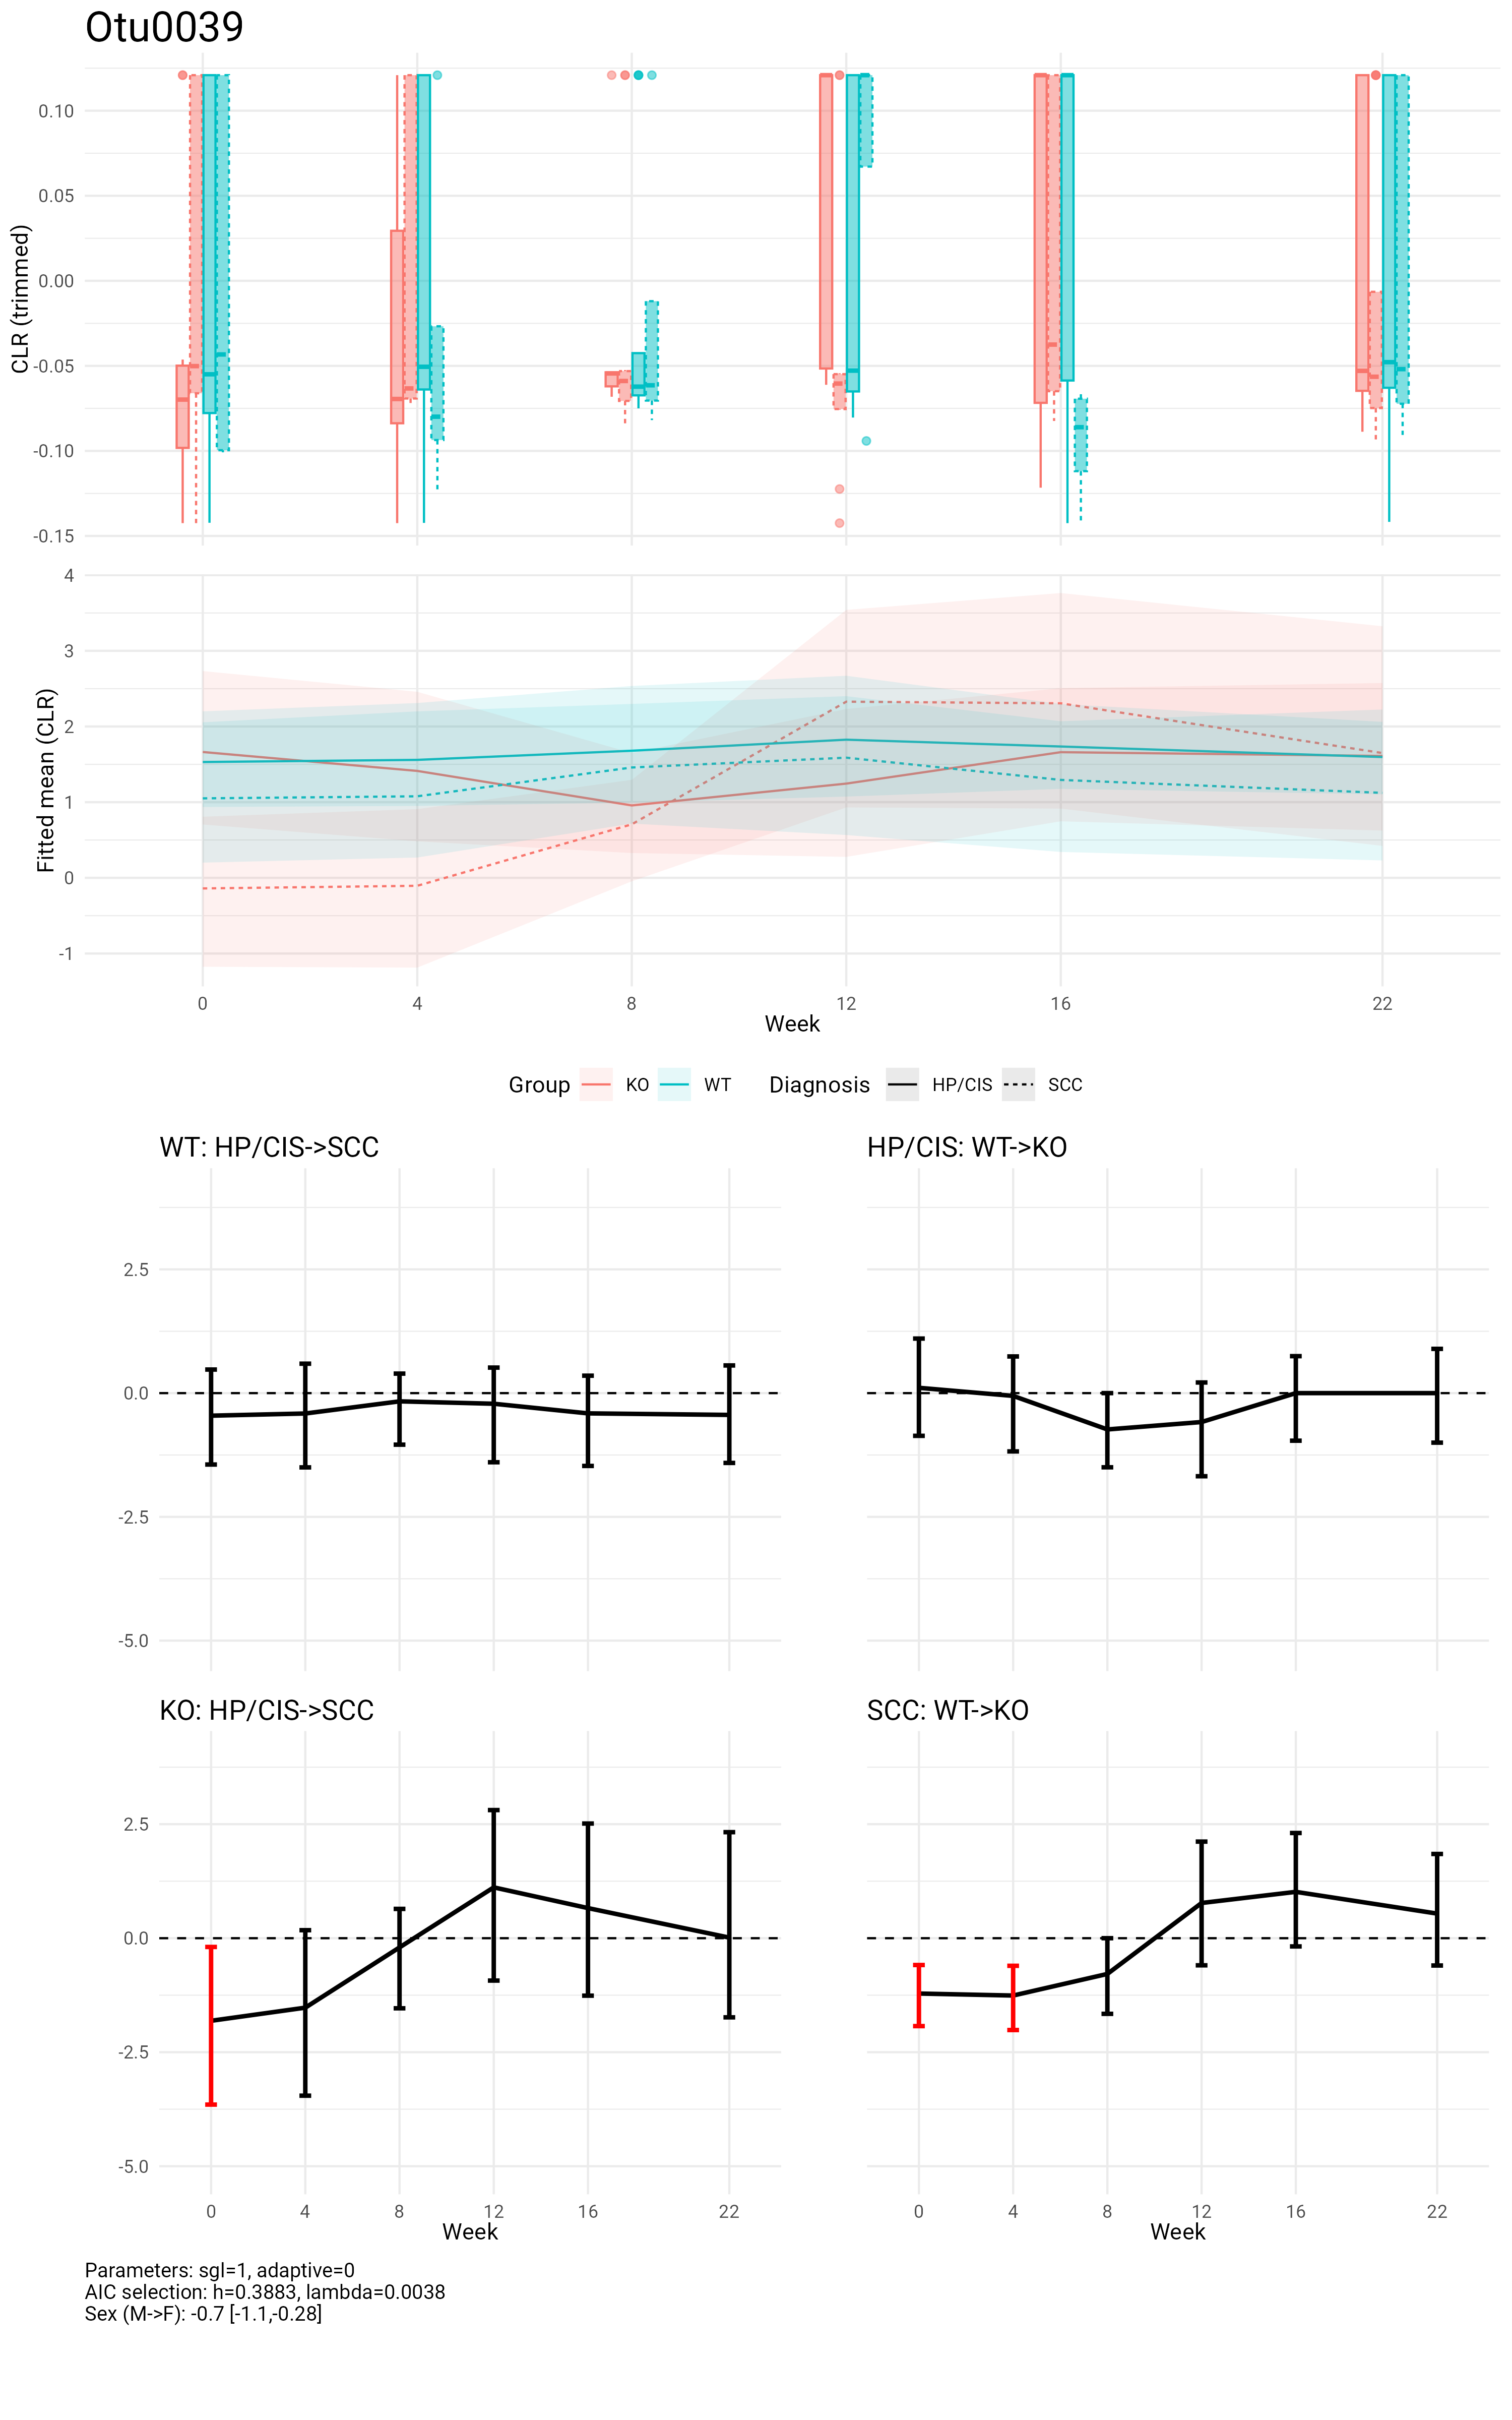 Otu0039
CLR (trimmed)
0.10
0.05
0.00
-0.05
-0.10
-0.15
Fitted mean (CLR)
4
3
2
1
0
-1
0 4 8 12 16 22
Week
Group KO WT Diagnosis HP/CIS SCC
WT: HP/CIS->SCC
HP/CIS: WT->KO
2.5
0.0
-2.5
-5.0
KO: HP/CIS->SCC
SCC: WT->KO
2.5
0.0
-2.5
-5.0
0 4 8 12 16 22
0 4 8 12 16 22
Week
Week
Parameters: sgl=1, adaptive=0
AIC selection: h=0.3883, lambda=0.0038
Sex (M->F): -0.7 [-1.1,-0.28]